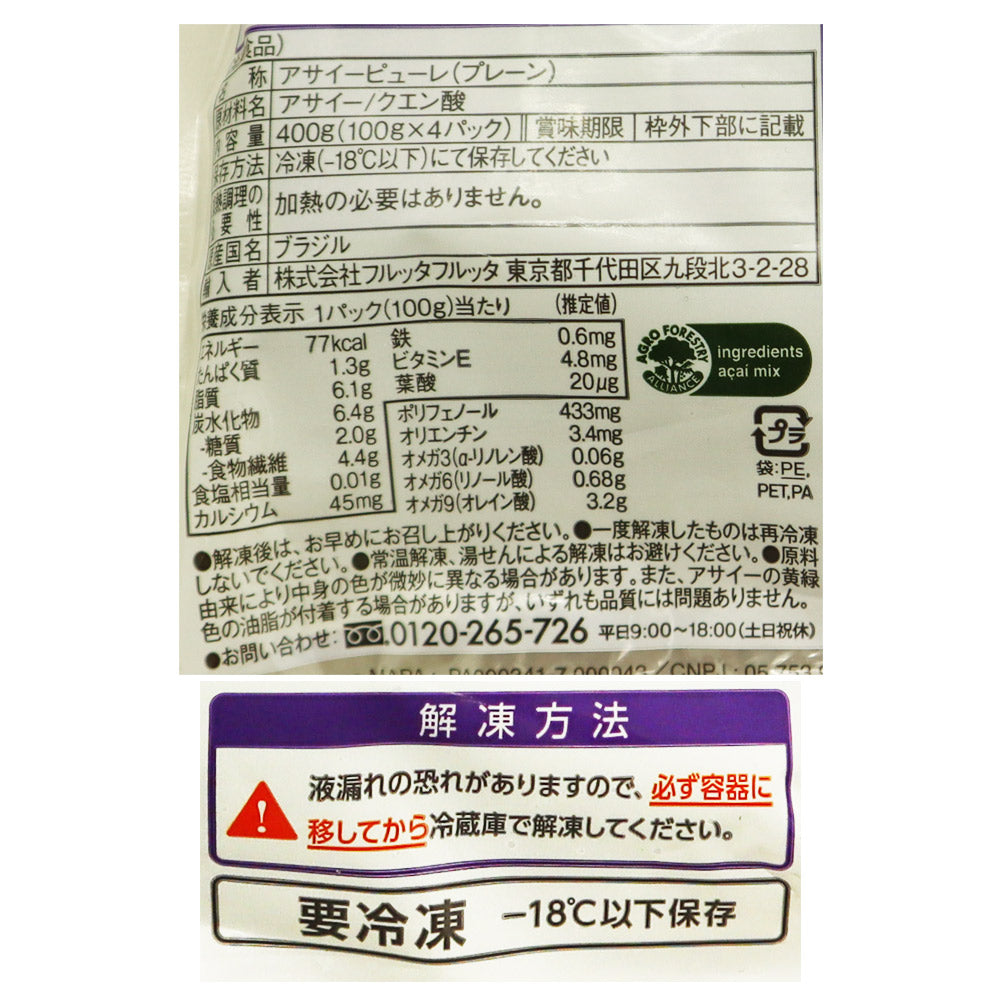 食品)
称 アサイーピューレ(プレーン)
原材料名 アサイー/クエン酸
内容量 400g(100g×4パック) 賞味期限 枠外下部に記載
保存方法 冷凍(-18℃以下)にて保存してください
熱調理の
必要性 加熱の必要はありません。
原産国名 ブラジル
輸入者 株式会社フルッタフルッタ 東京都千代田区九段北3-2-28
栄養成分表示 1パック(100g)当たり (推定値)
エネルギー 77kcal
たんぱく質 1.3g
脂質 6.1g
炭水化物 6.4g
-糖質 2.0g
-食物繊維 4.4g
食塩相当量 0.01g
カルシウム 45mg
鉄 0.6mg
ビタミンE 4.8mg
葉酸 20μg
ポリフェノール 433mg
オリエンチン 3.4mg
オメガ3(α-リノレン酸) 0.06g
オメガ6(リノール酸) 0.68g
オメガ9(オレイン酸) 3.2g
AGRO FORESTRY
ALLIANCE
ingredients
açaí mix
プラ
袋:PE,
PET,PA
●解凍後は、お早めにお召し上がりください。●一度解凍したものは再冷凍
しないでください。●常温解凍、湯せんによる解凍はお避けください。●原料
由来により中身の色が微妙に異なる場合があります。また、アサイーの黄緑
色の油脂が付着する場合がありますが、いずれも品質には問題ありません。
●お問い合わせ: 0120-265-726 平日9:00～18:00(土日祝休)
解凍方法
液漏れの恐れがありますので、必ず容器に
移してから冷蔵庫で解凍してください。
要冷凍 -18℃以下保存